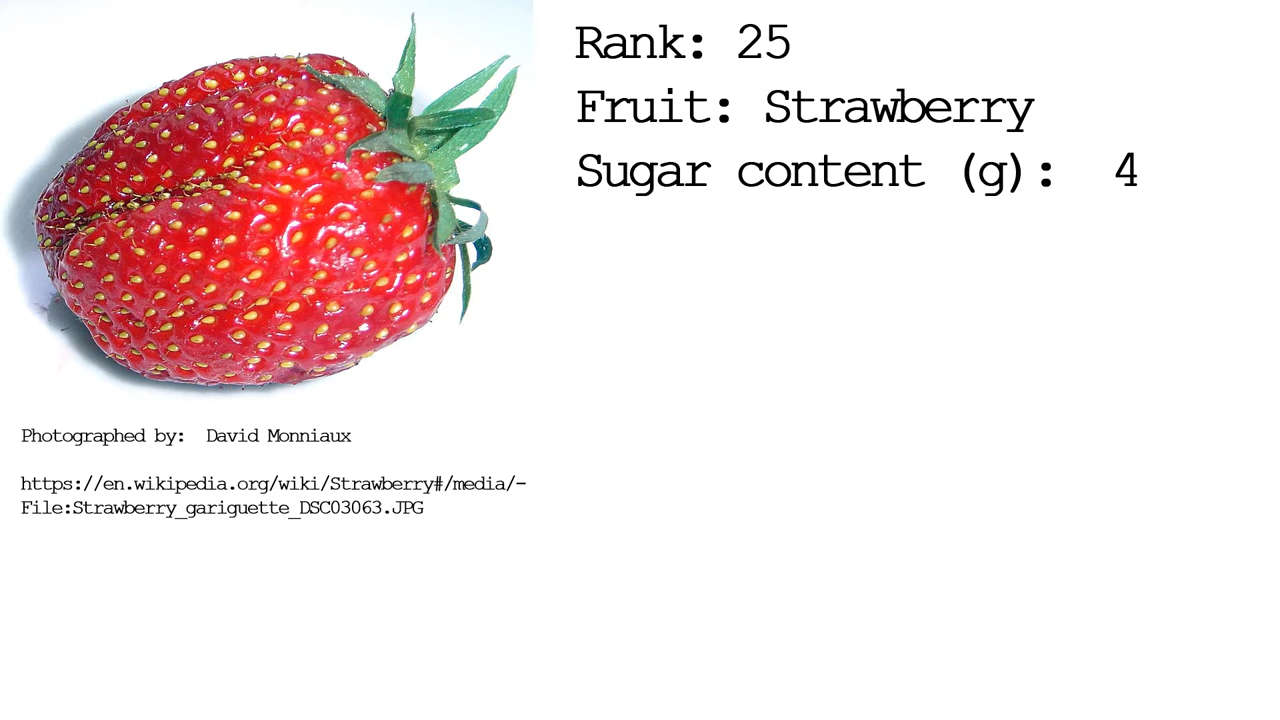 Rank: 25
Fruit: Strawberry
Sugar content (g): 4
Photographed by: David Monniaux
https://en.wikipedia.org/wiki/Strawberry#/media/-
File:Strawberry_gariguette_DSC03063.JPG